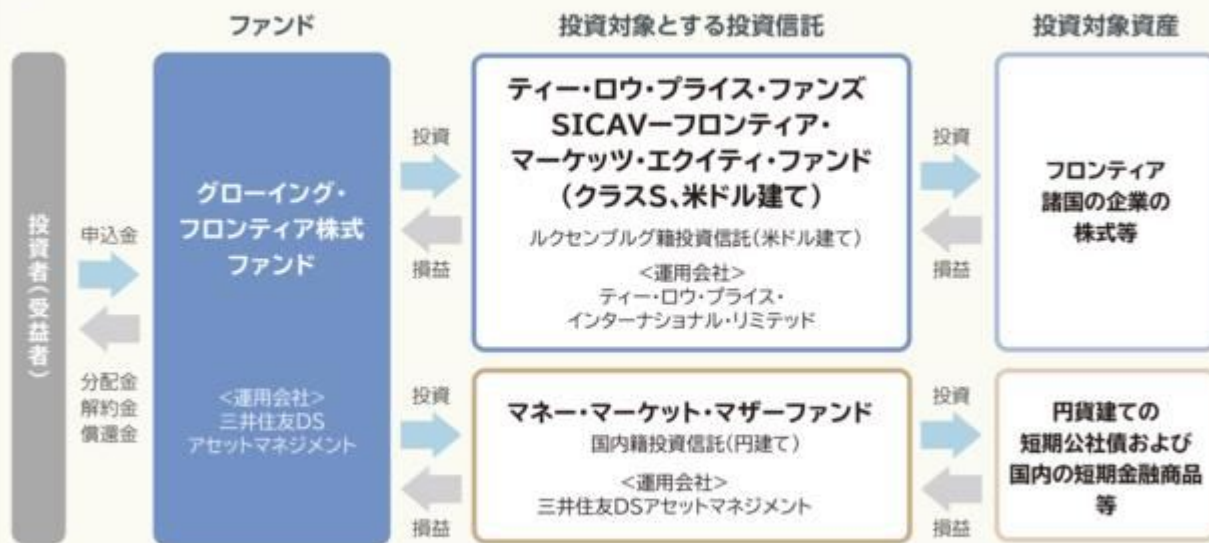 ファンド
投資対象とする投資信託
投資対象資産
投資者(受益者)
申込金
分配金
解約金
償還金
グローイング・
フロンティア株式
ファンド
<運用会社>
三井住友DS
アセットマネジメント
投資
損益
ティー・ロウ・プライス・ファンズ
SICAVーフロンティア・
マーケッツ・エクイティ・ファンド
(クラスS、米ドル建て)
ルクセンブルグ籍投資信託(米ドル建て)
<運用会社>
ティー・ロウ・プライス・
インターナショナル・リミテッド
投資
損益
フロンティア
諸国の企業の
株式等
投資
損益
マネー・マーケット・マザーファンド
国内籍投資信託(円建て)
<運用会社>
三井住友DSアセットマネジメント
投資
損益
円貨建ての
短期公社債および
国内の短期金融商品
等